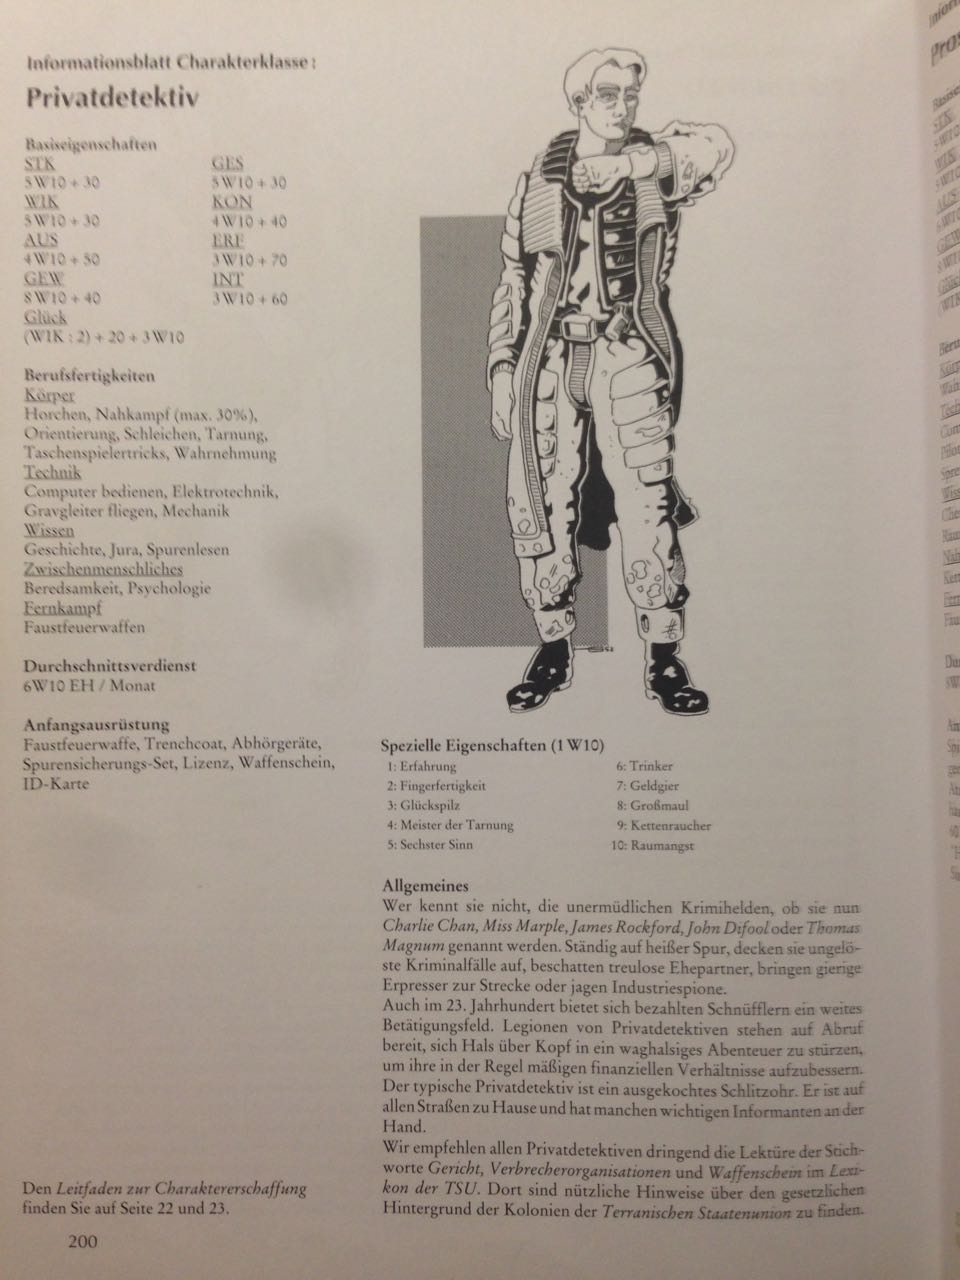 Informationsblatt Charakterklasse:
Privatdetektiv
Basiseigenschaften
STK GES
5W10 + 30 5W10 + 30
WIK KON
5W10 + 30 4W10 + 40
AUS ERF
4W10 + 50 3W10 + 70
GEW INT
8W10 + 40 3W10 + 60
Glück
(WIK : 2) + 20 + 3W10
Berufsfertigkeiten
Körper
Horchen, Nahkampf (max. 30%),
Orientierung, Schleichen, Tarnung,
Taschenspielertricks, Wahrnehmung
Technik
Computer bedienen, Elektrotechnik,
Gravgleiter fliegen, Mechanik
Wissen
Geschichte, Jura, Spurenlesen
Zwischenmenschliches
Beredsamkeit, Psychologie
Fernkampf
Faustfeuerwaffen
Durchschnittsverdienst
6W10 EH / Monat
Anfangsausrüstung
Faustfeuerwaffe, Trenchcoat, Abhörgeräte,
Spurensicherungs-Set, Lizenz, Waffenschein,
ID-Karte
Spezielle Eigenschaften (1W10)
1: Erfahrung 6: Trinker
2: Fingerfertigkeit 7: Geldgier
3: Glückspilz 8: Großmaul
4: Meister der Tarnung 9: Kettenraucher
5: Sechster Sinn 10: Raumangst
Allgemeines
Wer kennt sie nicht, die unermüdlichen Krimihelden, ob sie nun
Charlie Chan, Miss Marple, James Rockford, John Difool oder Thomas
Magnum genannt werden. Ständig auf heißer Spur, decken sie ungelö-
ste Kriminalfälle auf, beschatten treulose Ehepartner, bringen gierige
Erpresser zur Strecke oder jagen Industriespione.
Auch im 23. Jahrhundert bietet sich bezahlten Schnüfflern ein weites
Betätigungsfeld. Legionen von Privatdetektiven stehen auf Abruf
bereit, sich Hals über Kopf in ein waghalsiges Abenteuer zu stürzen,
um ihre in der Regel mäßigen finanziellen Verhältnisse aufzubessern.
Der typische Privatdetektiv ist ein ausgekochtes Schlitzohr. Er ist auf
allen Straßen zu Hause und hat manchen wichtigen Informanten an der
Hand.
Wir empfehlen allen Privatdetektiven dringend die Lektüre der Stich-
worte Gericht, Verbrecherorganisationen und Waffenschein im Lexi-
kon der TSU. Dort sind nützliche Hinweise über den gesetzlichen
Hintergrund der Kolonien der Terranischen Staatenunion zu finden.
Den Leitfaden zur Charaktererschaffung
finden Sie auf Seite 22 und 23.
200